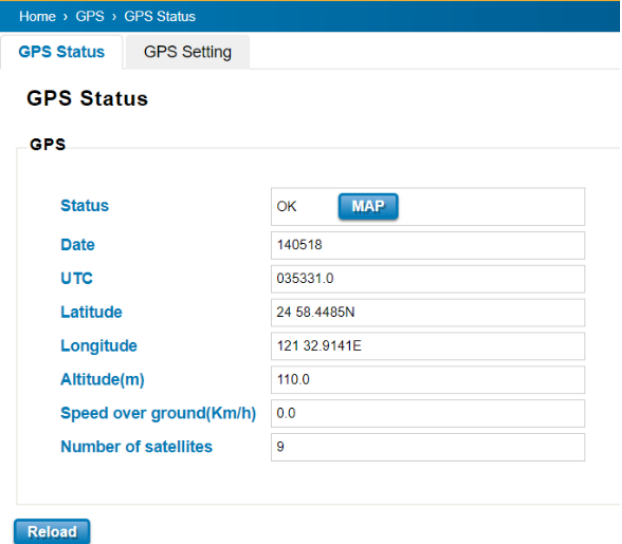 Home › GPS › GPS Status
GPS Status GPS Setting
GPS Status
GPS
Status OK MAP
Date 140518
UTC 035331.0
Latitude 24 58.4485N
Longitude 121 32.9141E
Altitude(m) 110.0
Speed over ground(Km/h) 0.0
Number of satellites 9
Reload